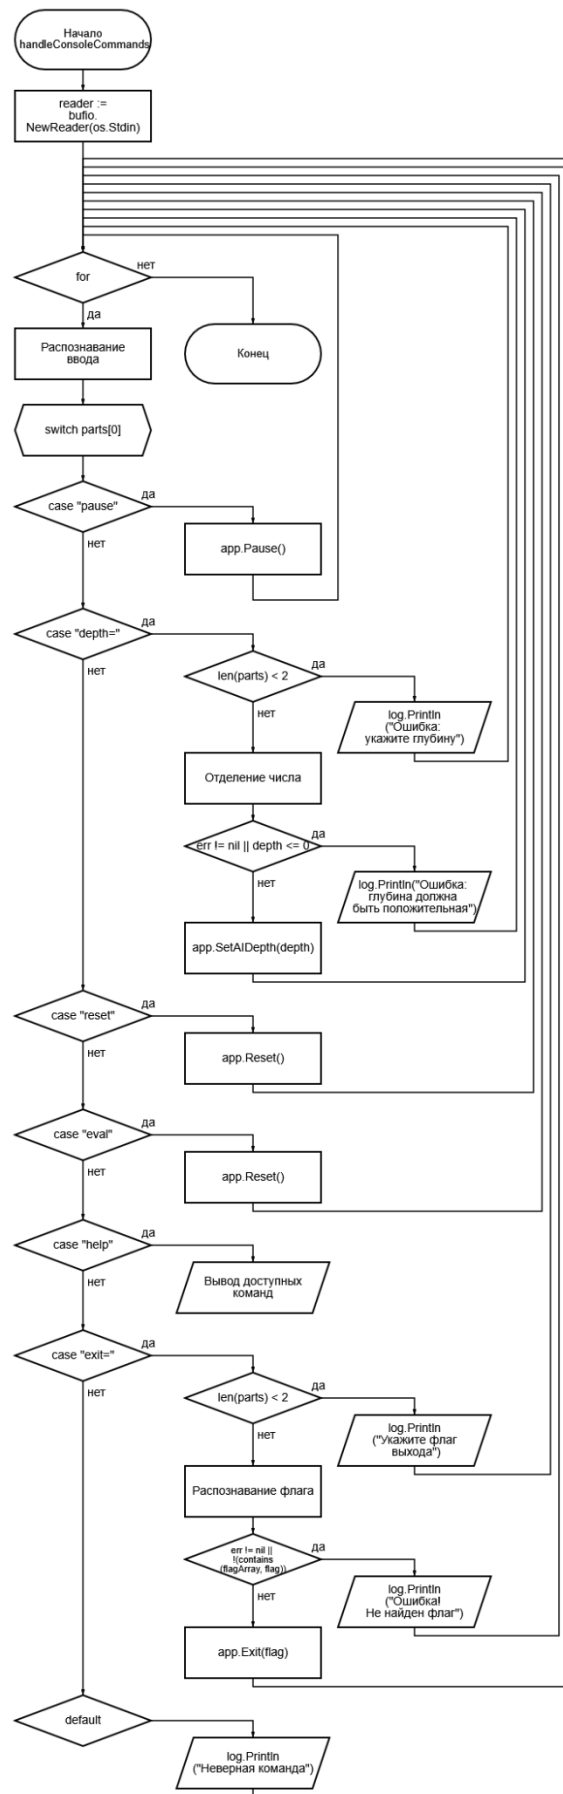 Начало
handleConsoleCommands
reader :=
bufio.
NewReader(os.Stdin)
for
нет
да
Распознавание
ввода
Конец
switch parts[0]
case "pause"
да
нет
app.Pause()
case "depth="
да
нет
len(parts) < 2
да
нет
log.Println
("Ошибка:
укажите глубину")
Отделение числа
err != nil || depth <= 0
да
нет
log.Println("Ошибка:
глубина должна
быть положительная")
app.SetAIDepth(depth)
case "reset"
да
нет
app.Reset()
case "eval"
да
нет
app.Reset()
case "help"
да
нет
Вывод доступных
команд
case "exit="
да
нет
len(parts) < 2
да
нет
log.Println
("Укажите флаг
выхода")
Распознавание флага
err != nil ||
!(contains
(flagArray, flag))
да
нет
log.Println
("Ошибка!
Не найден флаг")
app.Exit(flag)
default
log.Println
("Неверная команда")